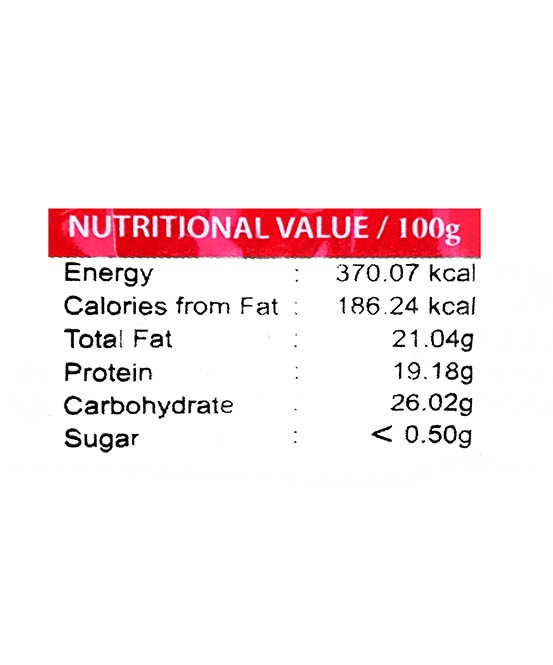 NUTRITIONAL VALUE / 100g
Energy : 370.07 kcal
Calories from Fat : 186.24 kcal
Total Fat : 21.04g
Protein : 19.18g
Carbohydrate : 26.02g
Sugar : < 0.50g